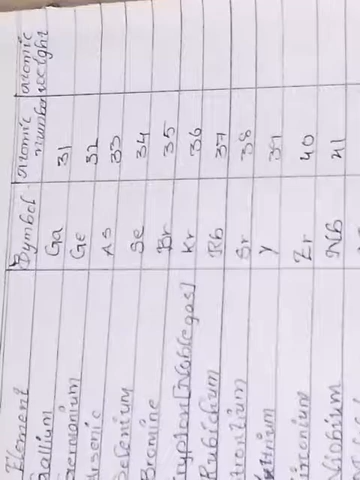 Element Symbol Atomic number Atomic weight
Gallium Ga 31
Germanium Ge 32
Arsenic As 33
Selenium Se 34
Bromine Br 35
Krypton [Noble gas] Kr 36
Rubidium Rb 37
Strontium Sr 38
Yttrium Y 39
Zirconium Zr 40
Niobium Nb 41